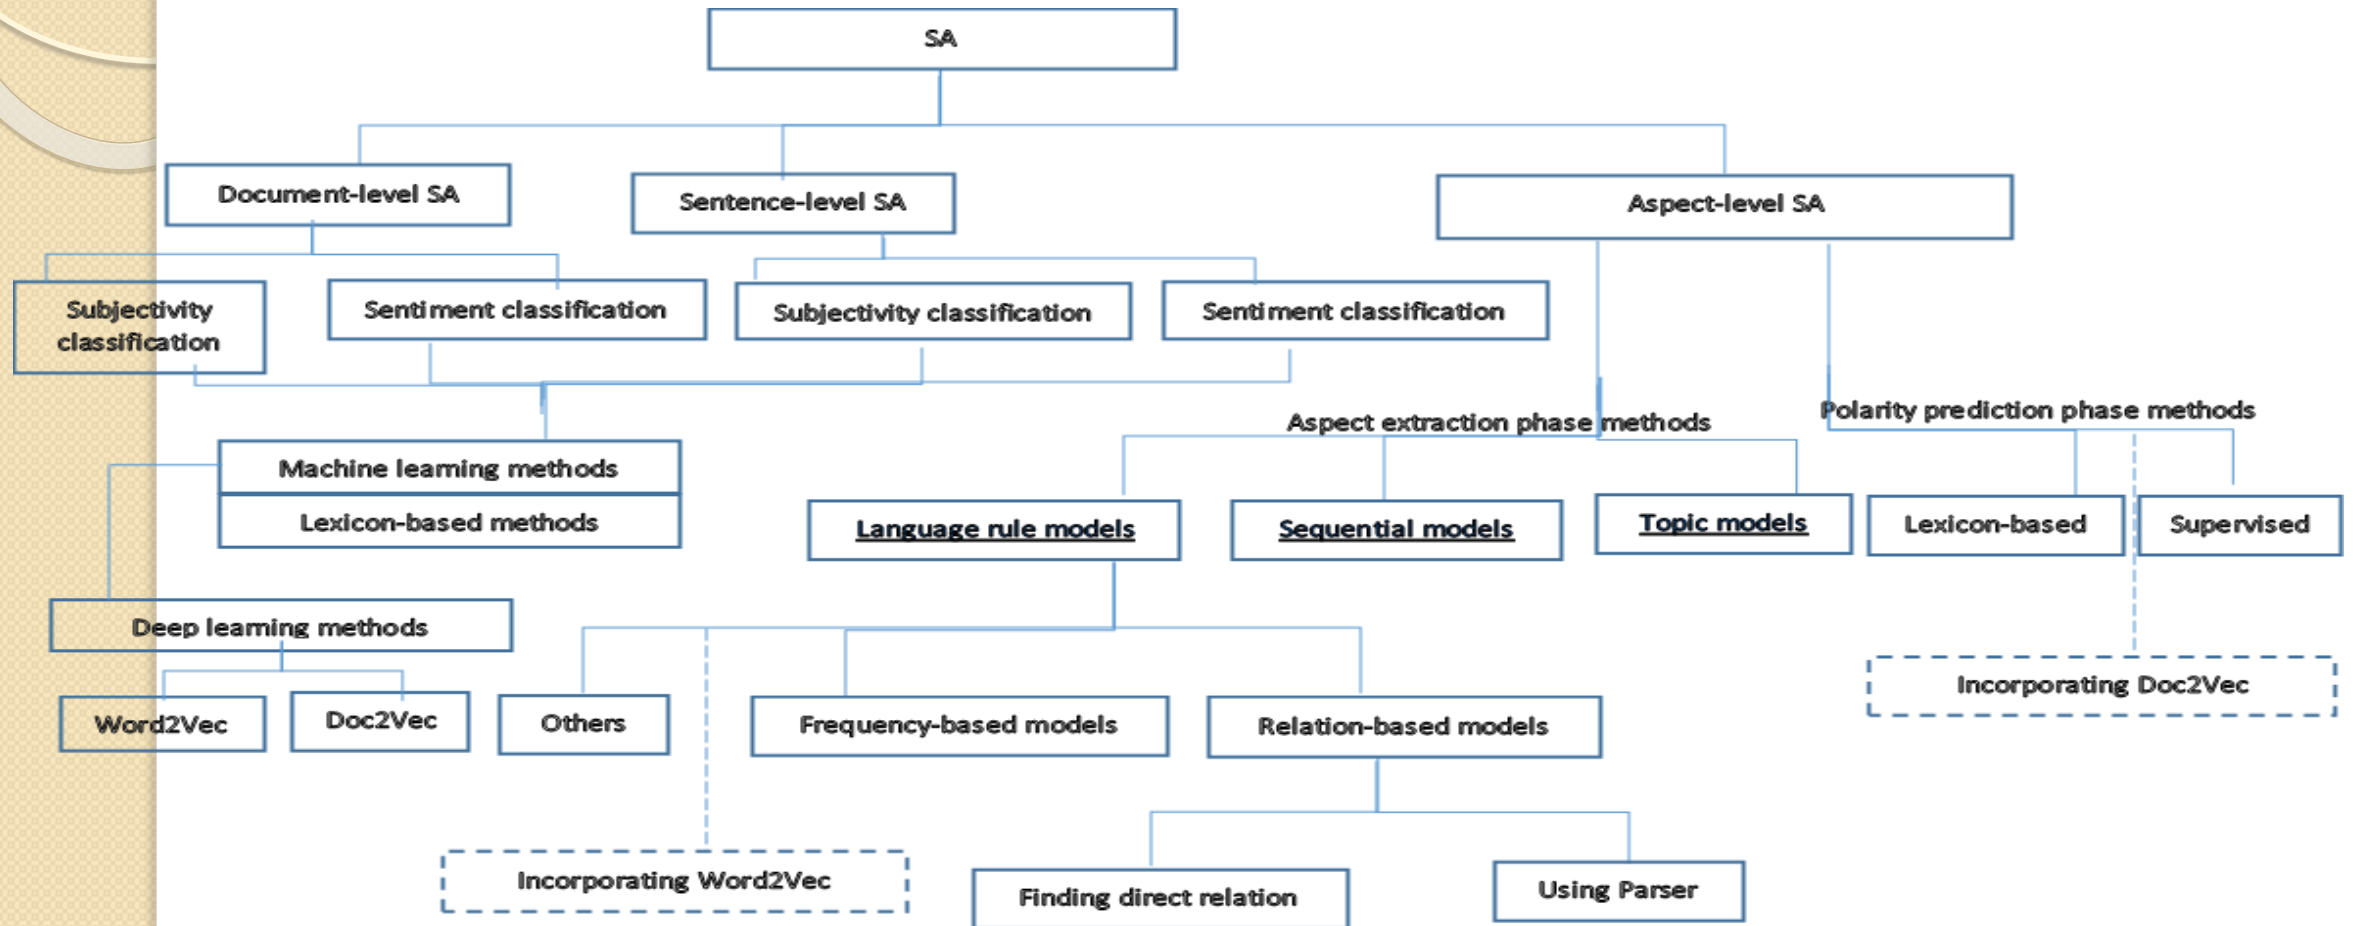 SA
Document-level SA
Sentence-level SA
Aspect-level SA
Subjectivity
classification
Sentiment classification
Subjectivity classification
Sentiment classification
Aspect extraction phase methods
Polarity prediction phase methods
Machine learning methods
Lexicon-based methods
Language rule models
Sequential models
Topic models
Lexicon-based
Supervised
Deep learning methods
Word2Vec
Doc2Vec
Others
Frequency-based models
Relation-based models
Incorporating Doc2Vec
Incorporating Word2Vec
Finding direct relation
Using Parser